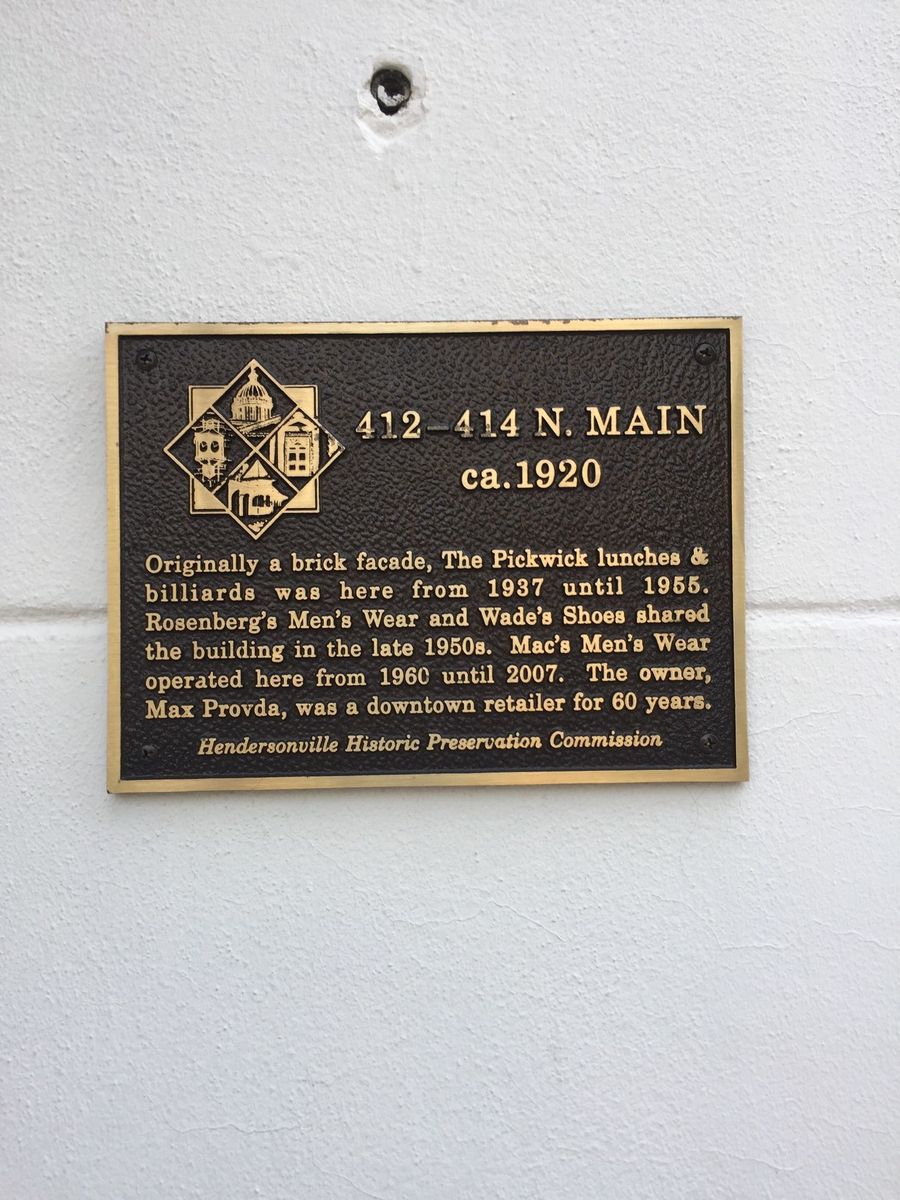 412-414 N. MAIN
ca.1920
Originally a brick facade, The Pickwick lunches &
billiards was here from 1937 until 1955.
Rosenberg's Men's Wear and Wade's Shoes shared
the building in the late 1950s. Mac's Men's Wear
operated here from 1960 until 2007. The owner,
Max Provda, was a downtown retailer for 60 years.
Hendersonville Historic Preservation Commission